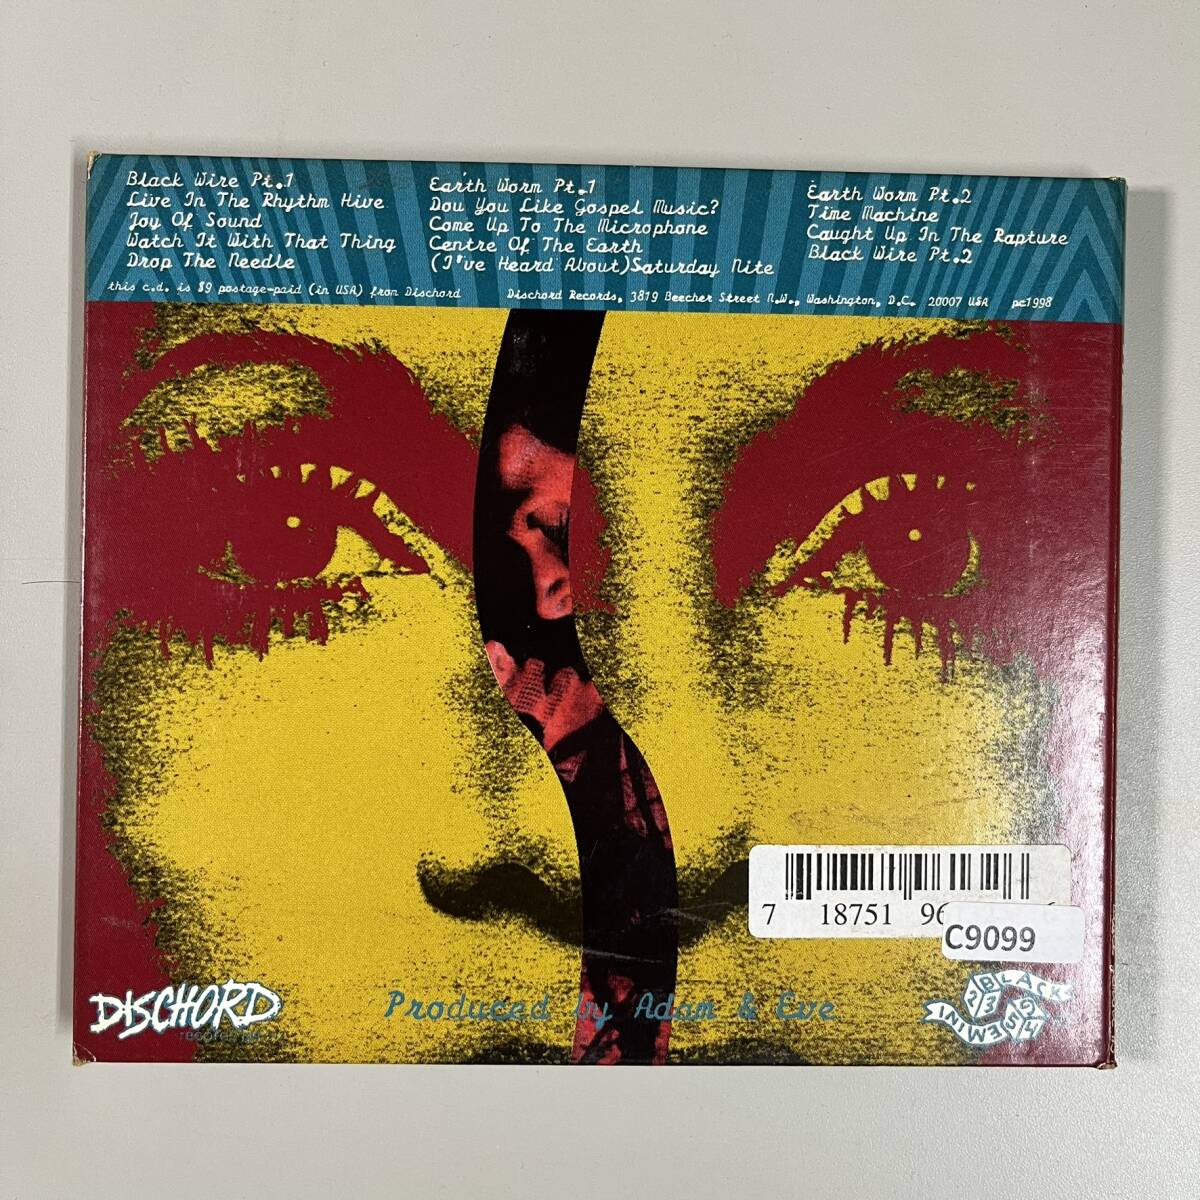 Black Wire Pt.1
Live In The Rhythm Hive
Joy Of Sound
Watch It With That Thing
Drop The Needle
Earth Worm Pt.1
Dou You Like Gospel Music?
Come Up To The Microphone
Centre Of The Earth
(I've Heard About)Saturday Nite
Earth Worm Pt.2
Time Machine
Caught Up In The Rapture
Black Wire Pt.2
this c.d. is $9 postage-paid (in USA) from Dischord
Dischord Records, 3819 Beecher Street N.W., Washington, D.C. 20007 USA
pc1998
7 18751 96
C9099
DISCHORD
records
Produced by Adam & Eve
BLACK
GEMINI